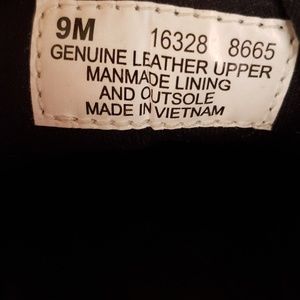 9M 16328 8665
GENUINE LEATHER UPPER
MANMADE LINING
AND OUTSOLE
MADE IN VIETNAM